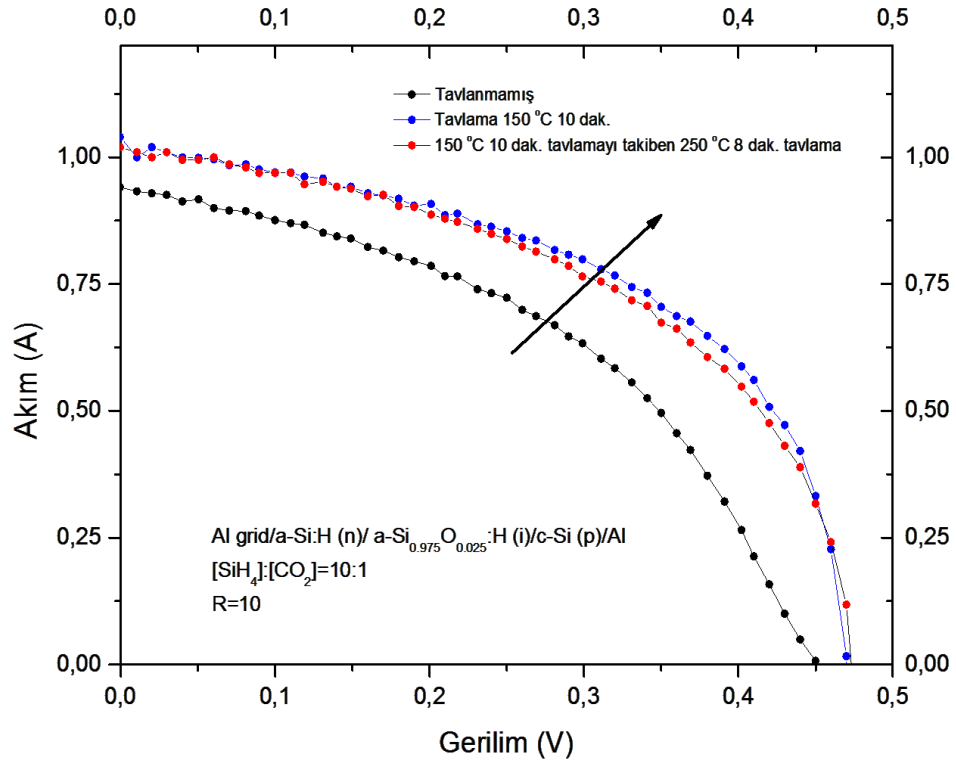 0,0 0,1 0,2 0,3 0,4 0,5
Tavlanmamış
Tavlama 150 °C 10 dak.
150 °C 10 dak. tavlamayı takiben 250 °C 8 dak. tavlama
1,00 1,00
0,75 0,75
0,50 0,50
0,25 0,25
0,00 0,00
Akım (A)
Al grid/a-Si:H (n)/ a-Si0.975O0.025:H (i)/c-Si (p)/Al
[SiH4]:[CO2]=10:1
R=10
0,0 0,1 0,2 0,3 0,4 0,5
Gerilim (V)